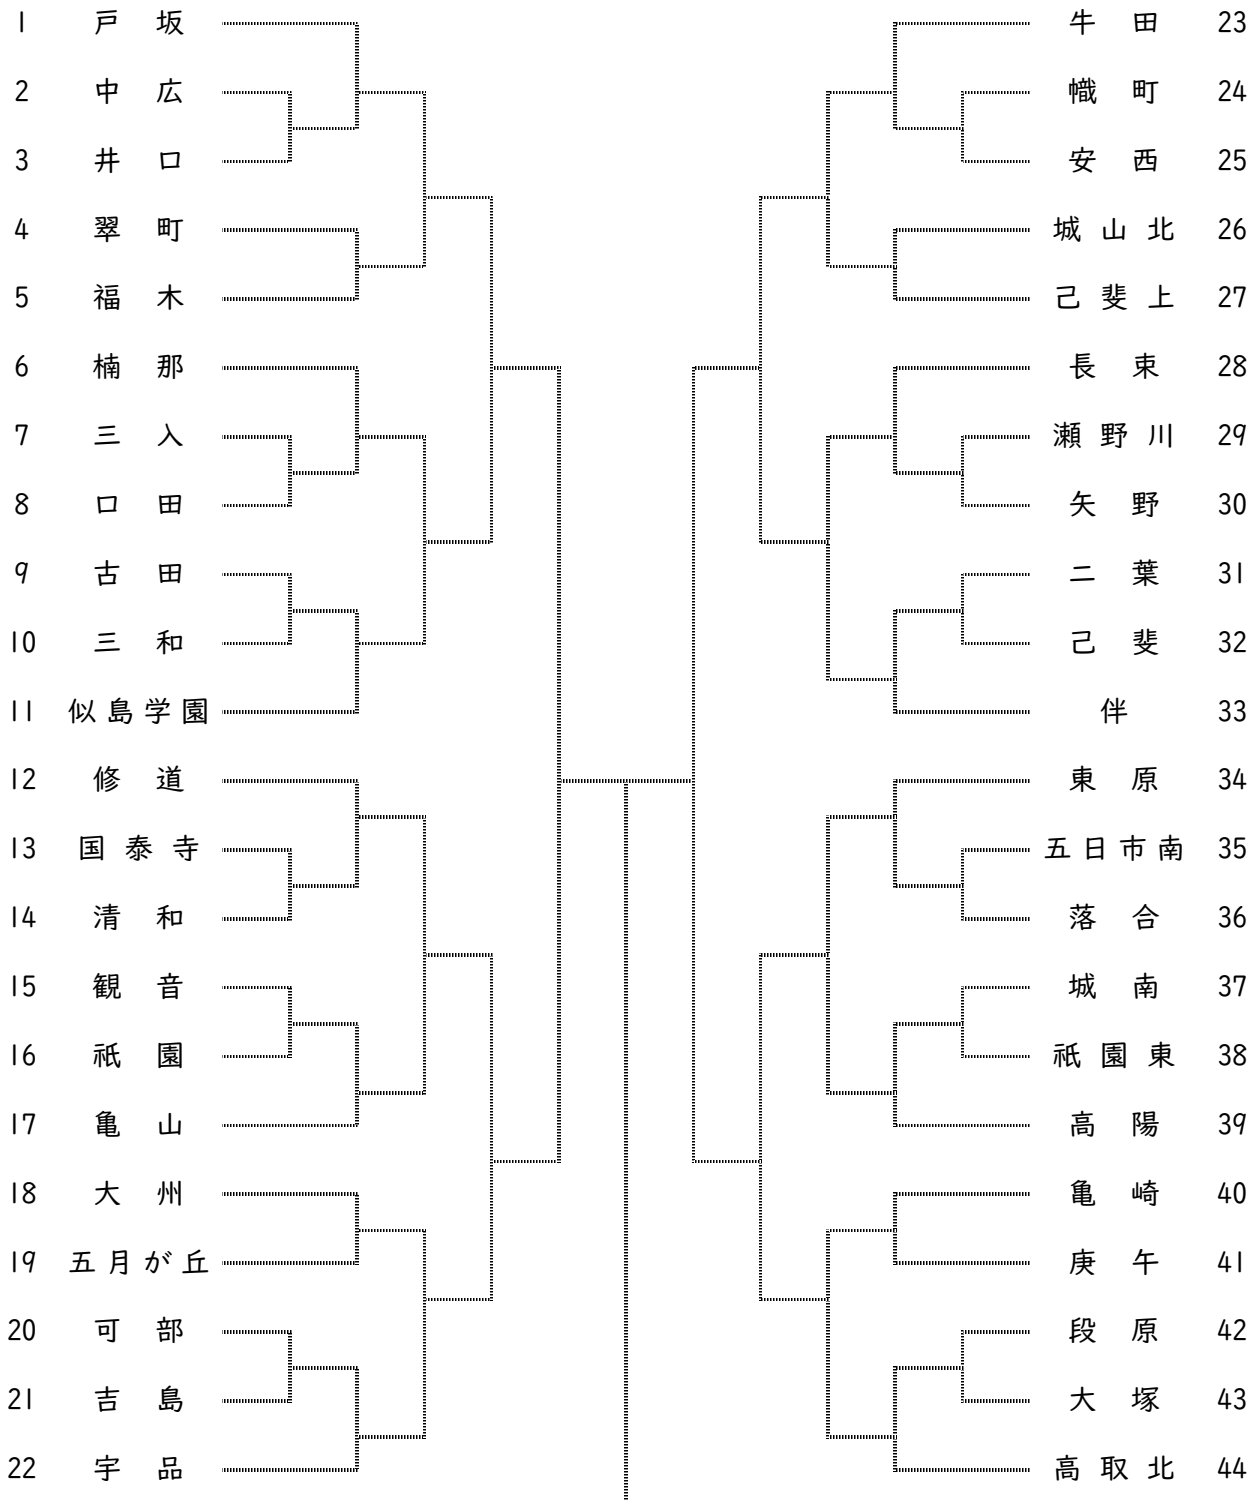 1 戸坂
2 中広
3 井口
4 翠町
5 福木
6 楠那
7 三入
8 口田
9 古田
10 三和
11 似島学園
12 修道
13 国泰寺
14 清和
15 観音
16 祇園
17 亀山
18 大州
19 五月が丘
20 可部
21 吉島
22 宇品
牛田 23
幟町 24
安西 25
城山北 26
己斐上 27
長束 28
瀬野川 29
矢野 30
二葉 31
己斐 32
伴 33
東原 34
五日市南 35
落合 36
城南 37
祇園東 38
高陽 39
亀崎 40
庚午 41
段原 42
大塚 43
高取北 44